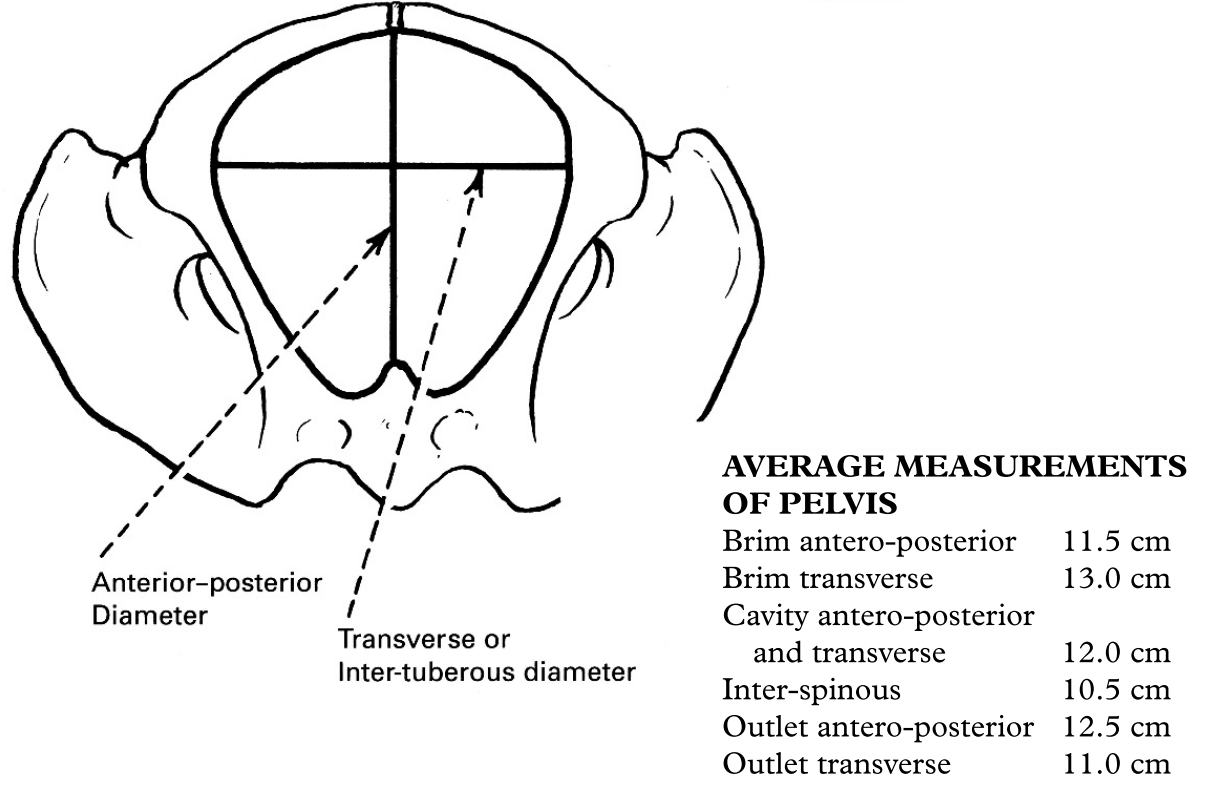 Anterior–posterior
Diameter
Transverse or
Inter-tuberous diameter
AVERAGE MEASUREMENTS
OF PELVIS
Brim antero-posterior 11.5 cm
Brim transverse 13.0 cm
Cavity antero-posterior
and transverse 12.0 cm
Inter-spinous 10.5 cm
Outlet antero-posterior 12.5 cm
Outlet transverse 11.0 cm